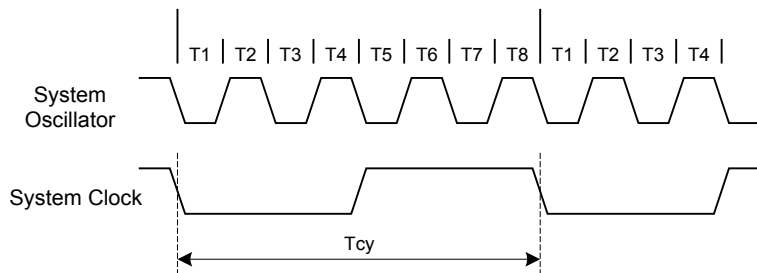 T1 T2 T3 T4 T5 T6 T7 T8 T1 T2 T3 T4
System
Oscillator
System Clock
Tcy